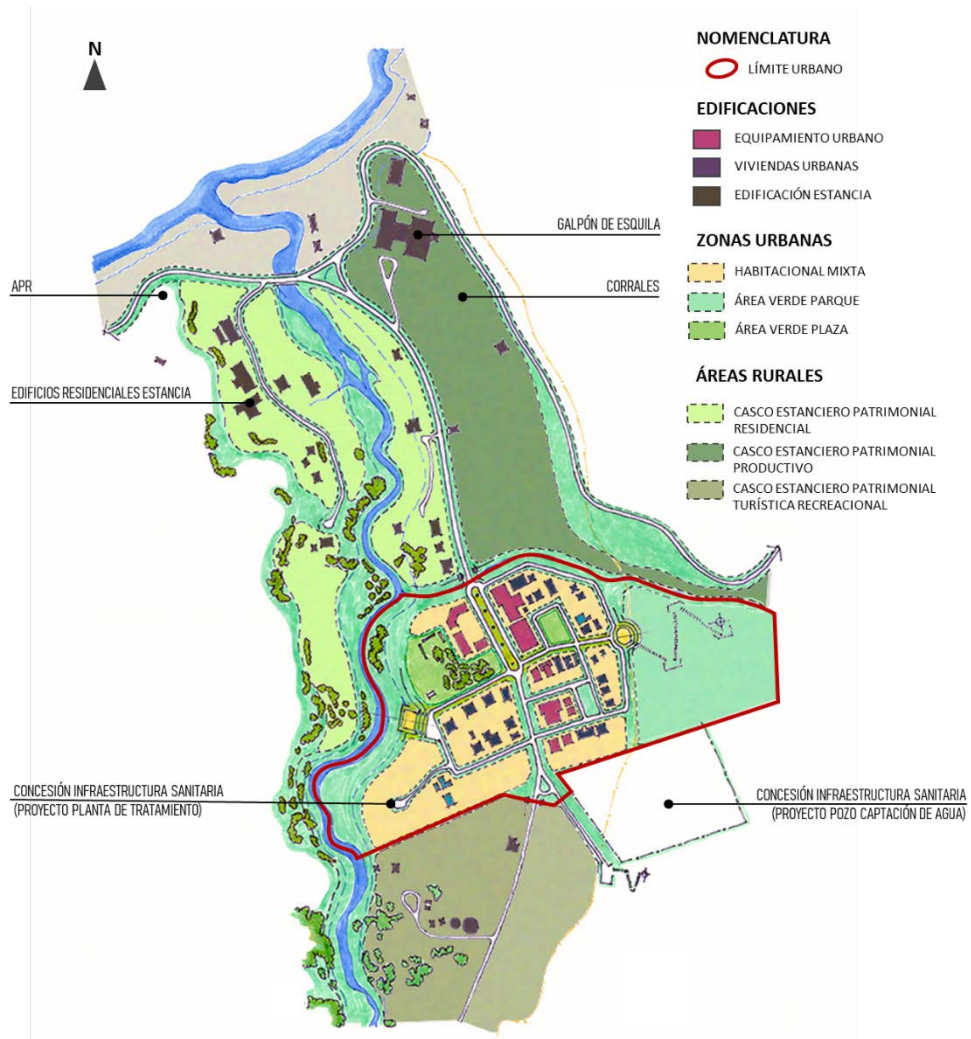 N
NOMENCLATURA
LÍMITE URBANO
EDIFICACIONES
EQUIPAMIENTO URBANO
VIVIENDAS URBANAS
EDIFICACIÓN ESTANCIA
ZONAS URBANAS
HABITACIONAL MIXTA
ÁREA VERDE PARQUE
ÁREA VERDE PLAZA
ÁREAS RURALES
CASCO ESTANCIERO PATRIMONIAL
RESIDENCIAL
CASCO ESTANCIERO PATRIMONIAL
PRODUCTIVO
CASCO ESTANCIERO PATRIMONIAL
TURÍSTICA RECREACIONAL
GALPÓN DE ESQUILA
CORRALES
APR
EDIFICIOS RESIDENCIALES ESTANCIA
CONCESIÓN INFRAESTRUCTURA SANITARIA
(PROYECTO PLANTA DE TRATAMIENTO)
CONCESIÓN INFRAESTRUCTURA SANITARIA
(PROYECTO POZO CAPTACIÓN DE AGUA)